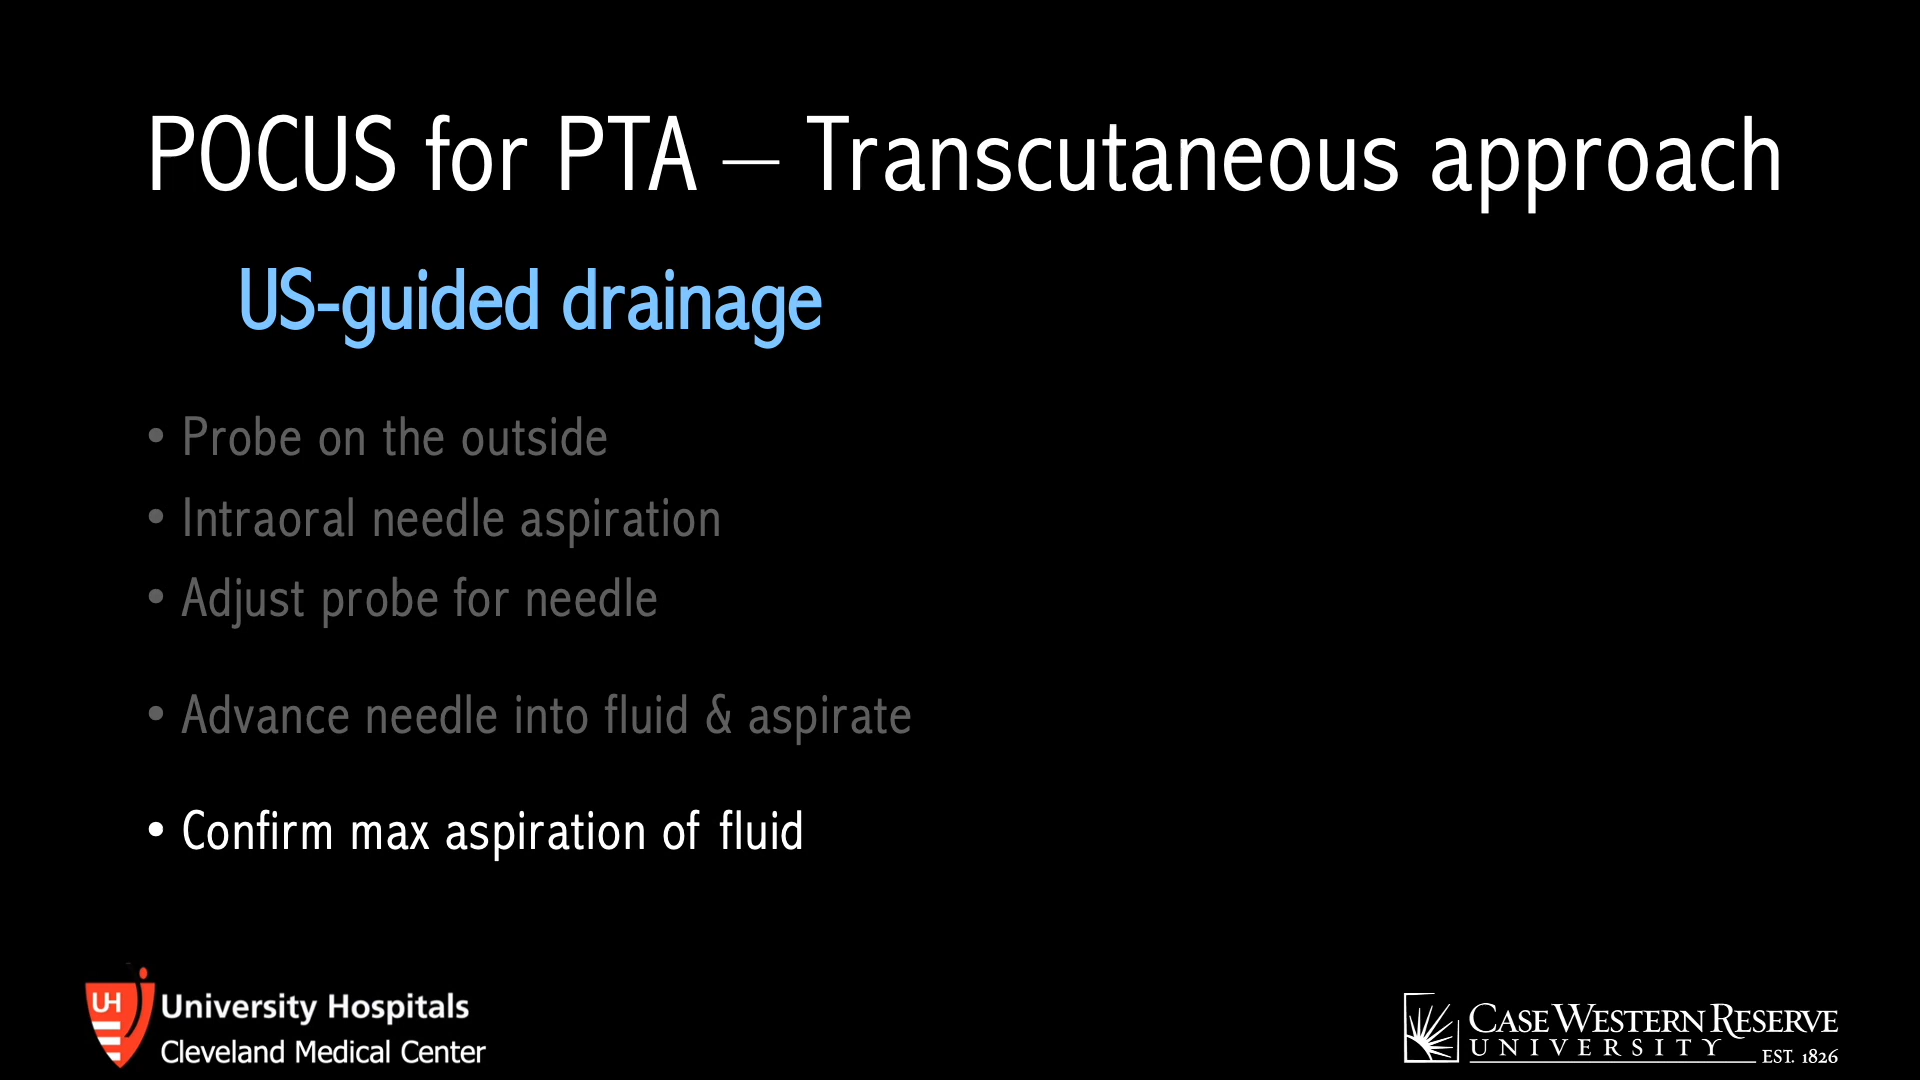 POCUS for PTA – Transcutaneous approach
US-guided drainage
• Probe on the outside
• Intraoral needle aspiration
• Adjust probe for needle
• Advance needle into fluid & aspirate
• Confirm max aspiration of fluid
UH
University Hospitals
Cleveland Medical Center
CASE WESTERN RESERVE
UNIVERSITY
EST. 1826